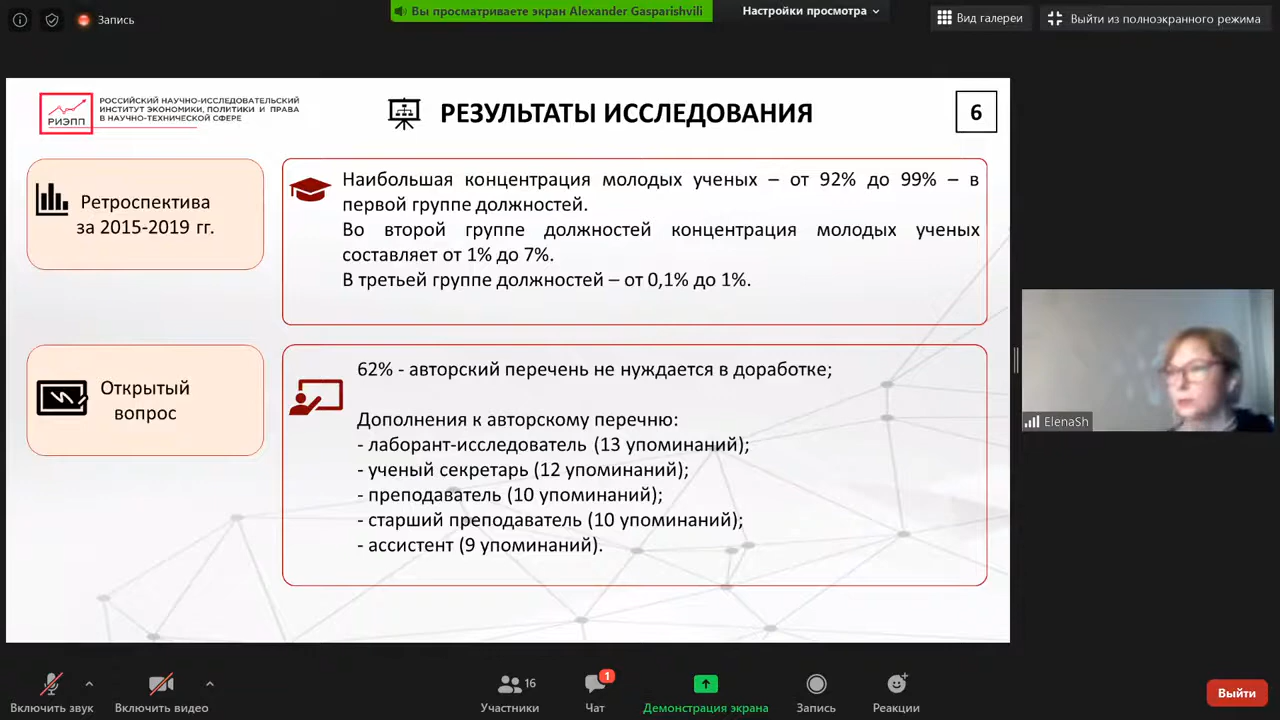 Запись
Вы просматриваете экран Alexander Gasparishvili
Настройки просмотра
Вид галереи
Выйти из полноэкранного режима
РОССИЙСКИЙ НАУЧНО-ИССЛЕДОВАТЕЛЬСКИЙ
ИНСТИТУТ ЭКОНОМИКИ, ПОЛИТИКИ И ПРАВА
В НАУЧНО-ТЕХНИЧЕСКОЙ СФЕРЕ
РИЭПП
РЕЗУЛЬТАТЫ ИССЛЕДОВАНИЯ
6
Ретроспектива
за 2015-2019 гг.
Наибольшая концентрация молодых ученых – от 92% до 99% – в
первой группе должностей.
Во второй группе должностей концентрация молодых ученых
составляет от 1% до 7%.
В третьей группе должностей – от 0,1% до 1%.
Открытый
вопрос
62% - авторский перечень не нуждается в доработке;
Дополнения к авторскому перечню:
- лаборант-исследователь (13 упоминаний);
- ученый секретарь (12 упоминаний);
- преподаватель (10 упоминаний);
- старший преподаватель (10 упоминаний);
- ассистент (9 упоминаний).
ElenaSh
Включить звук
Включить видео
16
Участники
1
Чат
Демонстрация экрана
Запись
Реакции
Выйти